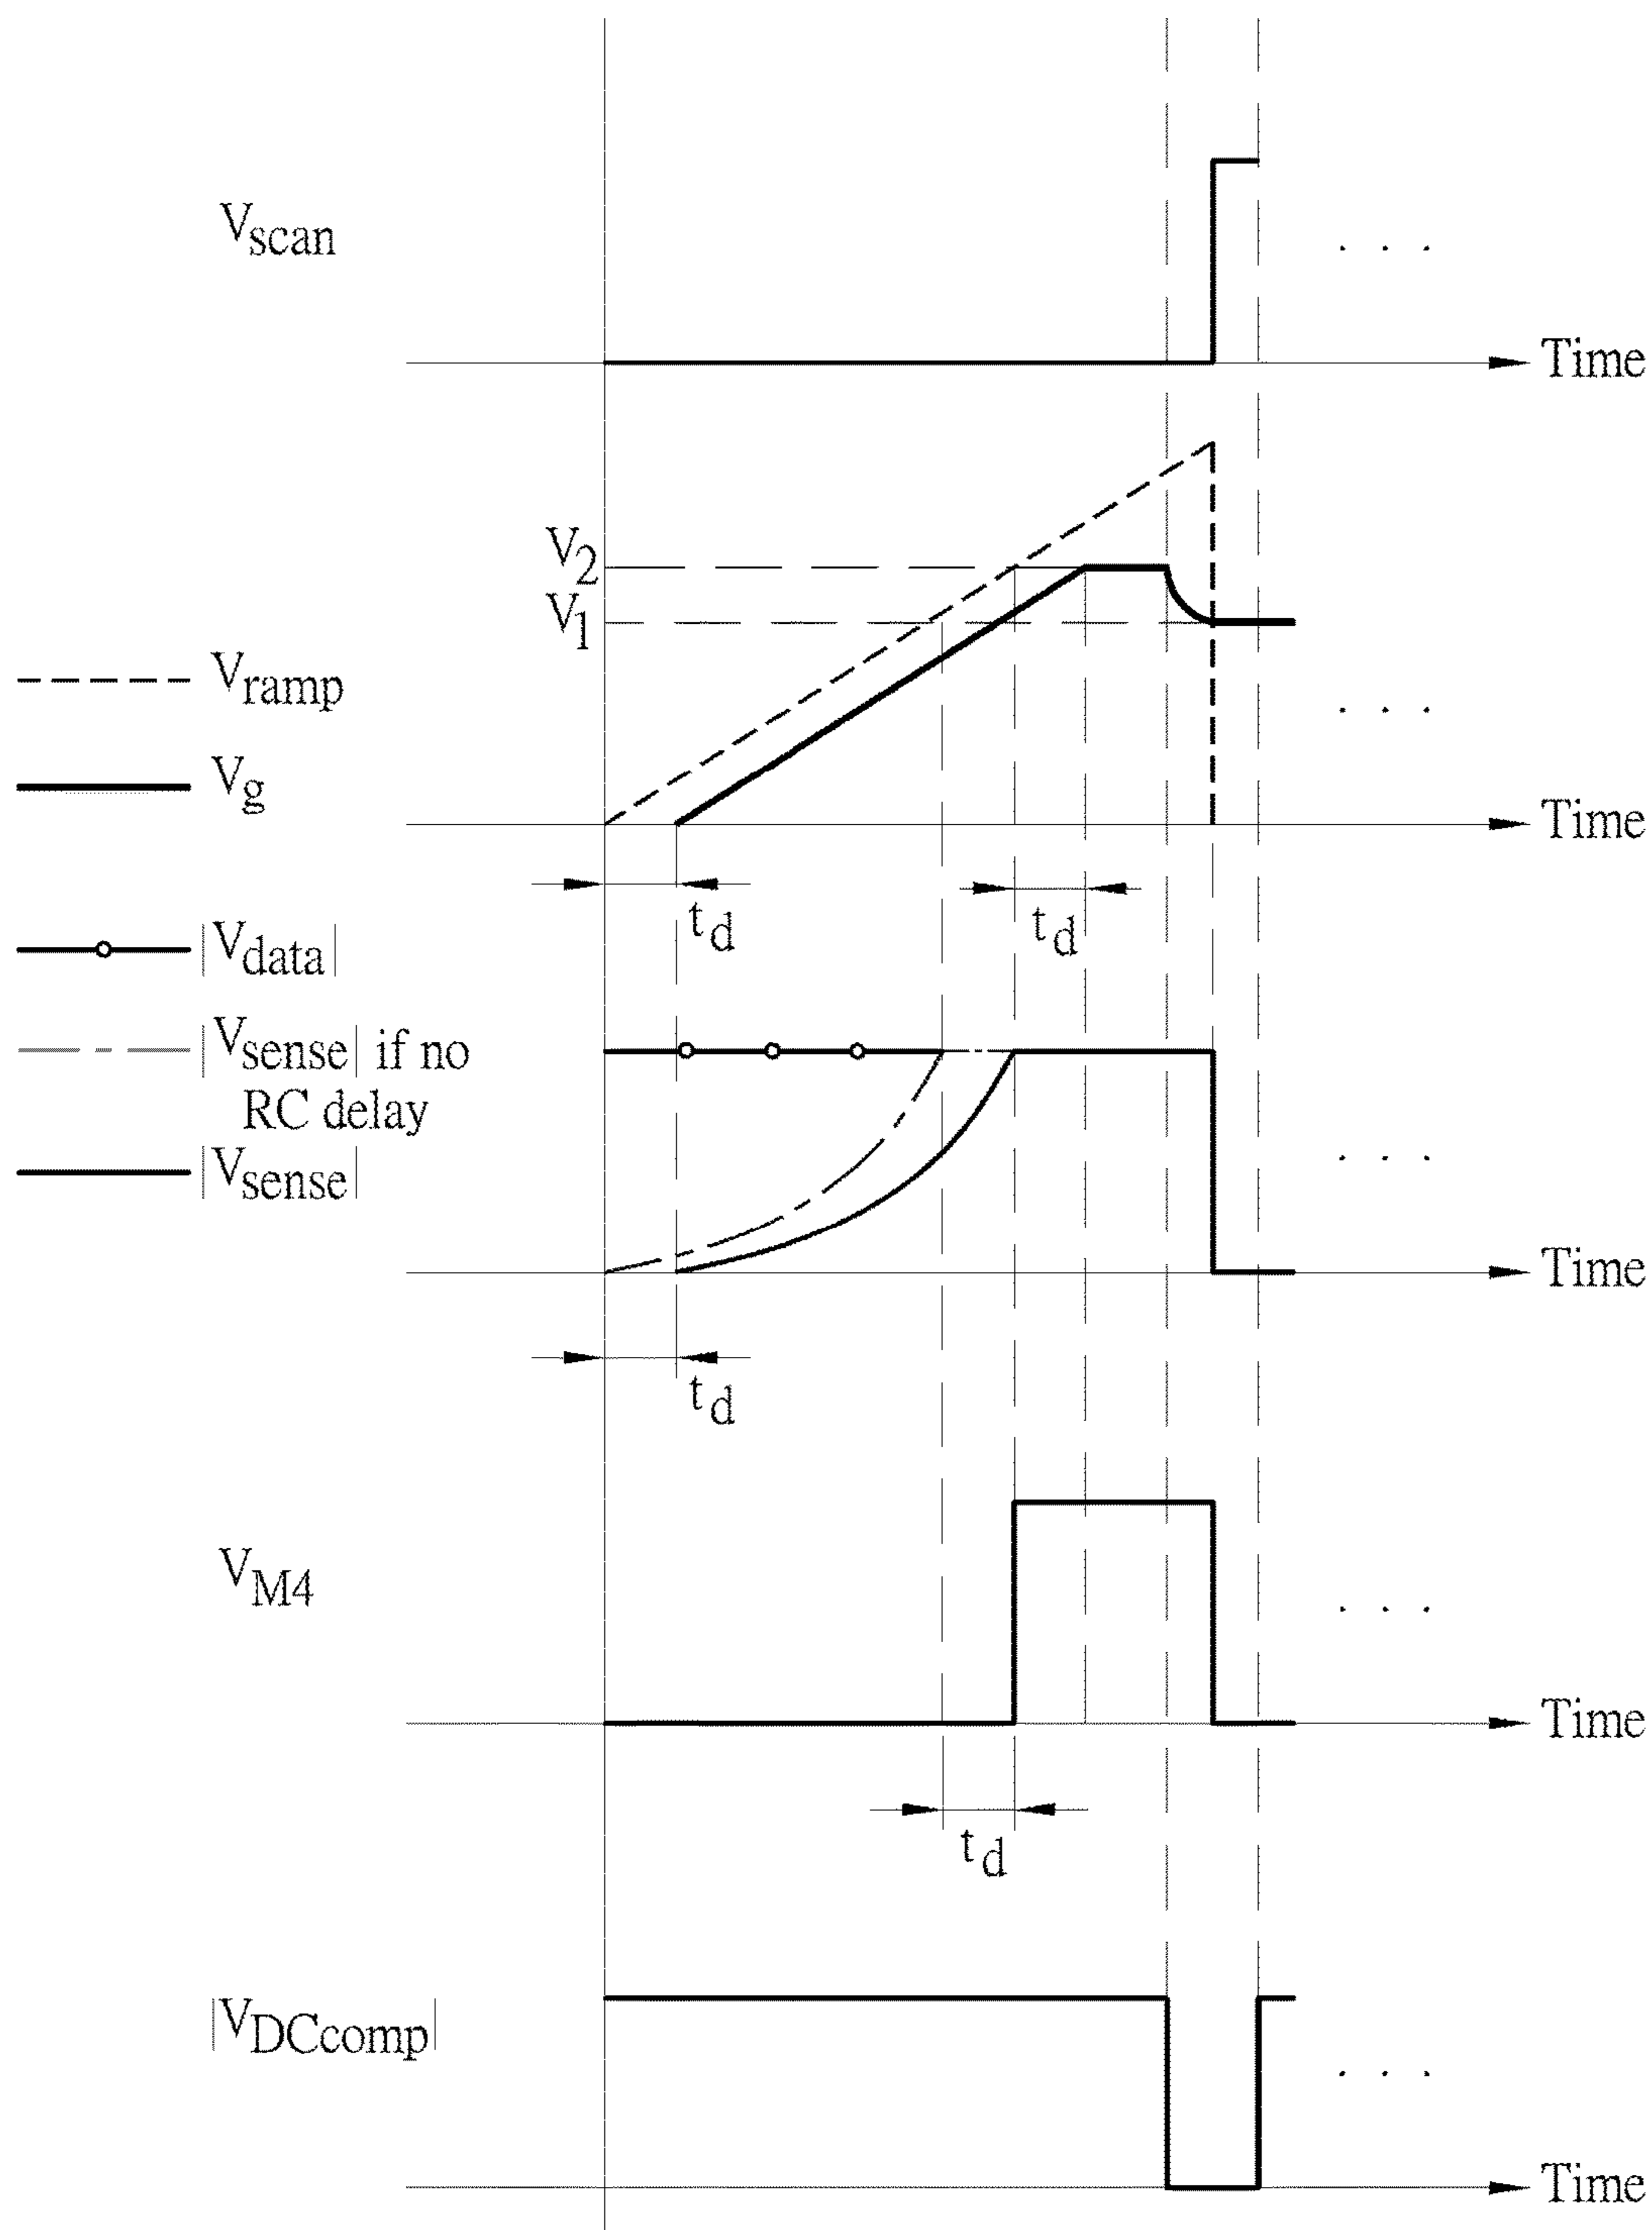 Vscan
. . .
Time
V2
V1
Vramp
Vg
. . .
Time
td
td
|Vdata|
|Vsense| if no
RC delay
|Vsense|
. . .
Time
td
VM4
. . .
Time
td
|VDCcomp|
. . .
Time